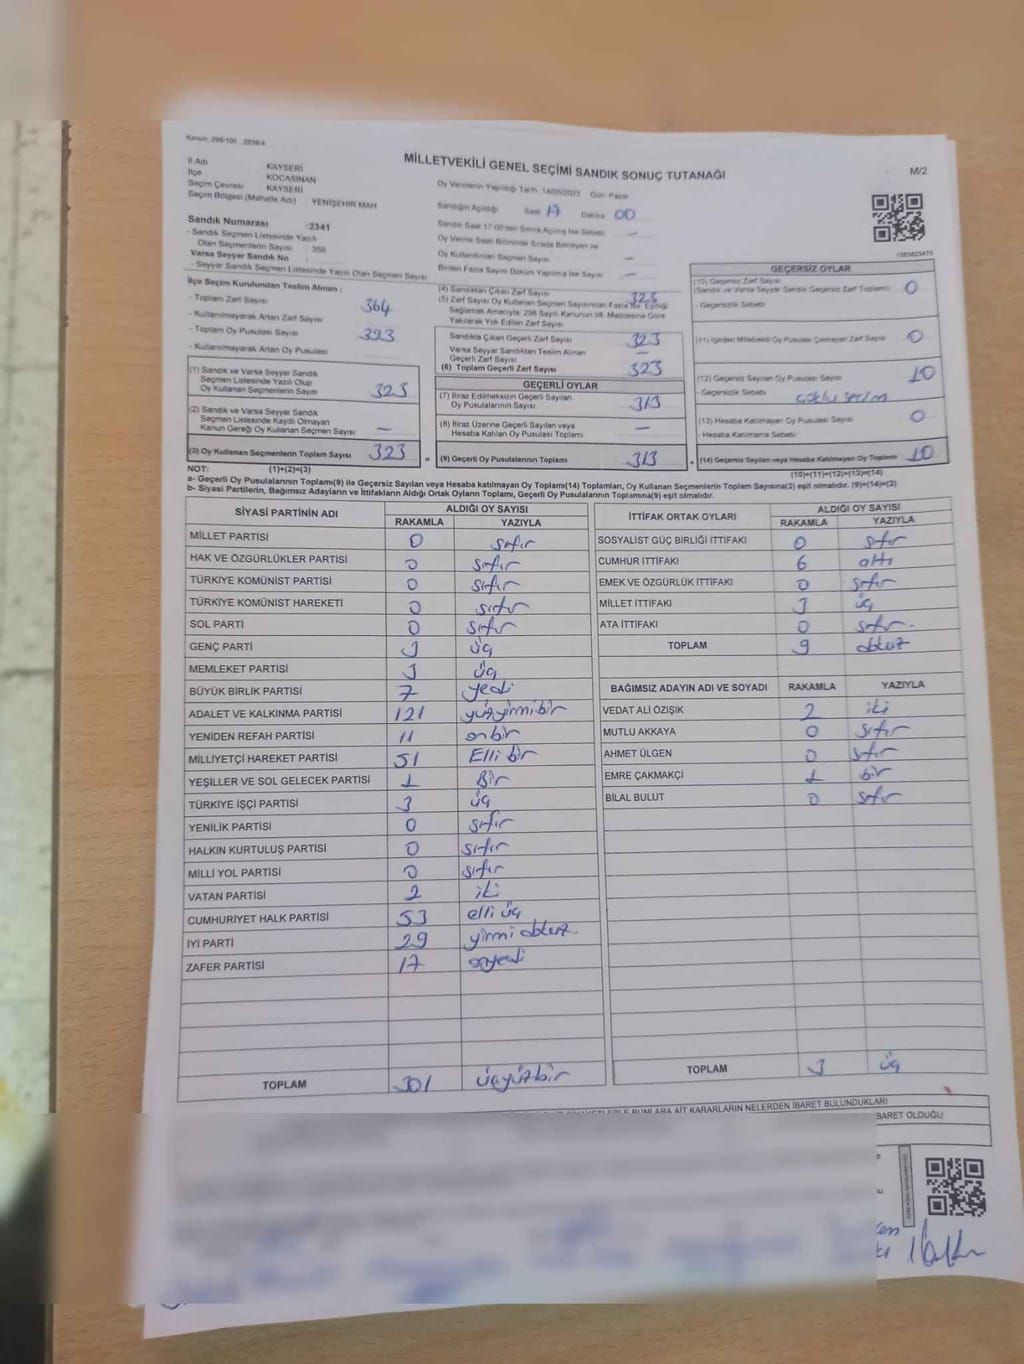 Kanun: 298/105
M/2
MİLLETVEKİLİ GENEL SEÇİMİ SANDIK SONUÇ TUTANAĞI
İl Adı KAYSERİ
İlçe KOCASİNAN
Seçim Çevresi KAYSERİ
Seçim Bölgesi (Mahalle Adı) YENİŞEHİR MAH
Sandık Numarası :2341
- Sandık Seçmen Listesinde Yazılı
Olan Seçmenlerin Sayısı
Varsa Seyyar Sandık No
- Seyyar Sandık Seçmen Listesinde Yazılı Olan Seçmen Sayısı
Oy Verme Yapıldığı Tarih: 14/05/2023 Gün: Pazar
Sandığın Açıldığı Saat 17 Dakika 00
Sandık Saat 17:00'den Sonra Açılmış İse Sebebi -
Oy Verme Saati Bitiminde Sırada Bekleyen ve
Oy Kullandırılan Seçmen Sayısı -
Birden Fazla Sayım Döküm Yapılmış İse Sayısı -
İlçe Seçim Kurulundan Teslim Alınan :
- Toplam Zarf Sayısı 364
- Kullanılmayarak Artan Zarf Sayısı
- Toplam Oy Pusulası Sayısı 393
- Kullanılmayarak Artan Oy Pusulası
(1) Sandık ve Varsa Seyyar Sandık
Seçmen Listesinde Yazılı Olup
Oy Kullanan Seçmenlerin Sayısı 323
(2) Sandık ve Varsa Seyyar Sandık
Seçmen Listesinde Kayıtlı Olmayan
Kanun Gereği Oy Kullanan Seçmen Sayısı -
(3) Oy Kullanan Seçmenlerin Toplam Sayısı 323
(4) Sandıktan Çıkan Zarf Sayısı 323
(5) Zarf Sayısı Oy Kullanan Seçmen Sayısından Fazla İse, Eşitliği
Sağlamak Amacıyla; 298 Sayılı Kanunun 98. Maddesine Göre
Yakılarak Yok Edilen Zarf Sayısı
Sandıkta Çıkan Geçerli Zarf Sayısı 323
Varsa Seyyar Sandıktan Teslim Alınan
Geçerli Zarf Sayısı -
(6) Toplam Geçerli Zarf Sayısı 323
GEÇERLİ OYLAR
(7) İtiraz Edilmeksizin Geçerli Sayılan
Oy Pusulalarının Sayısı 313
(8) İtiraz Üzerine Geçerli Sayılan veya
Hesaba Katılan Oy Pusulası Toplamı -
= (9) Geçerli Oy Pusulalarının Toplamı 313
GEÇERSİZ OYLAR
(10) Geçersiz Zarf Sayısı
(Sandık ve Varsa Seyyar Sandık Geçersiz Zarf Toplamı) 0
- Geçersizlik Sebebi
(11) İçinden Milletvekili Oy Pusulası Çıkmayan Zarf Sayısı 0
(12) Geçersiz Sayılan Oy Pusulası Sayısı 10
- Geçersizlik Sebebi çoklu seçim
(13) Hesaba Katılmayan Oy Pusulası Sayısı 0
- Hesaba Katılmama Sebebi
+ (14) Geçersiz Sayılan veya Hesaba Katılmayan Oy Toplamı 10
NOT: (1)+(2)=(3) (10)+(11)+(12)+(13)=(14)
a- Geçerli Oy Pusulalarının Toplamı(9) ile Geçersiz Sayılan veya Hesaba Katılmayan Oy Toplamı(14) Toplamları, Oy Kullanan Seçmenlerin Toplam Sayısına(3) eşit olmalıdır. (9)+(14)=(3)
b- Siyasi Partilerin, Bağımsız Adayların ve İttifakların Aldığı Ortak Oyların Toplamı, Geçerli Oy Pusulalarının Toplamına(9) eşit olmalıdır.
SİYASİ PARTİNİN ADI ALDIĞI OY SAYISI
RAKAMLA YAZIYLA
MİLLET PARTİSİ 0 sıfır
HAK VE ÖZGÜRLÜKLER PARTİSİ 0 sıfır
TÜRKİYE KOMÜNİST PARTİSİ 0 sıfır
TÜRKİYE KOMÜNİST HAREKETİ 0 sıfır
SOL PARTİ 0 sıfır
GENÇ PARTİ 3 üç
MEMLEKET PARTİSİ 3 üç
BÜYÜK BİRLİK PARTİSİ 7 yedi
ADALET VE KALKINMA PARTİSİ 121 yüzyirmibir
YENİDEN REFAH PARTİSİ 11 onbir
MİLLİYETÇİ HAREKET PARTİSİ 51 Elli bir
YEŞİLLER VE SOL GELECEK PARTİSİ 1 Bir
TÜRKİYE İŞÇİ PARTİSİ 3 üç
YENİLİK PARTİSİ 0 sıfır
HALKIN KURTULUŞ PARTİSİ 0 sıfır
MİLLİ YOL PARTİSİ 0 sıfır
VATAN PARTİSİ 2 iki
CUMHURİYET HALK PARTİSİ 53 elli üç
İYİ PARTİ 29 yirmi dokuz
ZAFER PARTİSİ 17 onyedi
TOPLAM 301 üçyüzbir
İTTİFAK ORTAK OYLARI ALDIĞI OY SAYISI
RAKAMLA YAZIYLA
SOSYALİST GÜÇ BİRLİĞİ İTTİFAKI 0 sıfır
CUMHUR İTTİFAKI 6 altı
EMEK VE ÖZGÜRLÜK İTTİFAKI 0 sıfır
MİLLET İTTİFAKI 3 üç
ATA İTTİFAKI 0 sıfır
TOPLAM 9 dokuz
BAĞIMSIZ ADAYIN ADI VE SOYADI RAKAMLA YAZIYLA
VEDAT ALİ ÖZIŞIK 2 iki
MUTLU AKKAYA 0 sıfır
AHMET ÜLGEN 0 sıfır
EMRE ÇAKMAKÇİ 1 bir
BİLAL BULUT 0 sıfır
TOPLAM 3 üç
BUNLARA AİT KARARLARIN NELERDEN İBARET BULUNDUKLARI
BARET OLDUĞU